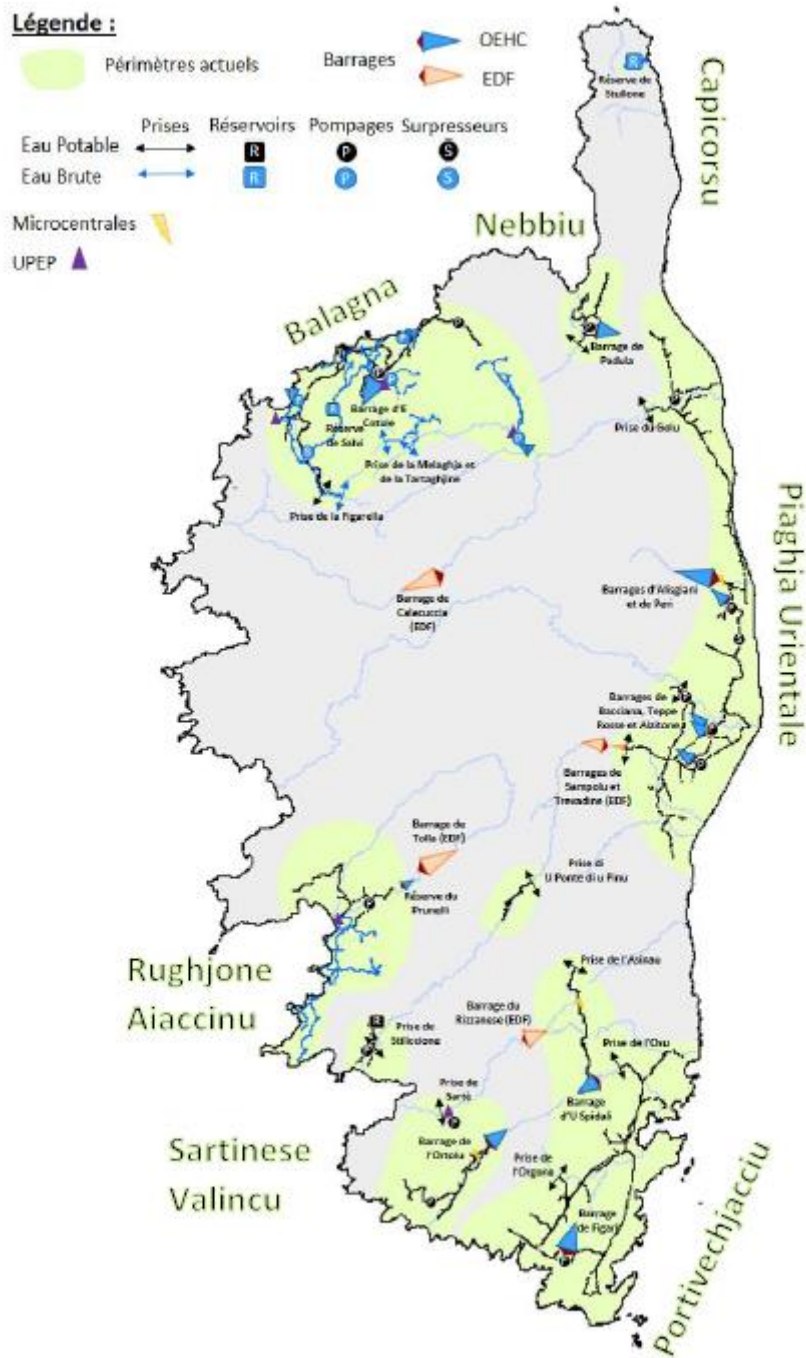 Légende :
Périmètres actuels
Barrages
OEHC
EDF
Prises Réservoirs Pompages Surpresseurs
Eau Potable R P S
Eau Brute R P S
Microcentrales
UPEP
Capicorsu
R
Réserve de
Stullone
Nebbiu
Balagna
Barrage de
Padula
Barrage d'E
Cotule
Réserve
de Salvi
Prise du Golu
Prise de la Melaghja et
de la Tartaghjine
Prise de la Figarella
Piaghja Urientale
Barrage de
Calacuccia
(EDF)
Barrages d'Alisgiani
et de Peri
Barrages de
Bacciana, Teppe
Rosse et Alzitone
Barrages de
Sampolu et
Trevadine (EDF)
Barrage de
Tolla (EDF)
Prise di
U Ponte di u Pinu
Réserve du
Prunelli
Rughjone
Aiaccinu
Prise de l'Asinau
Barrage du
Rizzanese (EDF)
R
Prise de
Stiliccione
Prise de l'Osu
Prise de
Sartè
Barrage
d'U Spidali
Sartinese
Valincu
Barrage de
l'Ortolu
Prise de
l'Orgone
Barrage
de Figari
Portivechjacciu